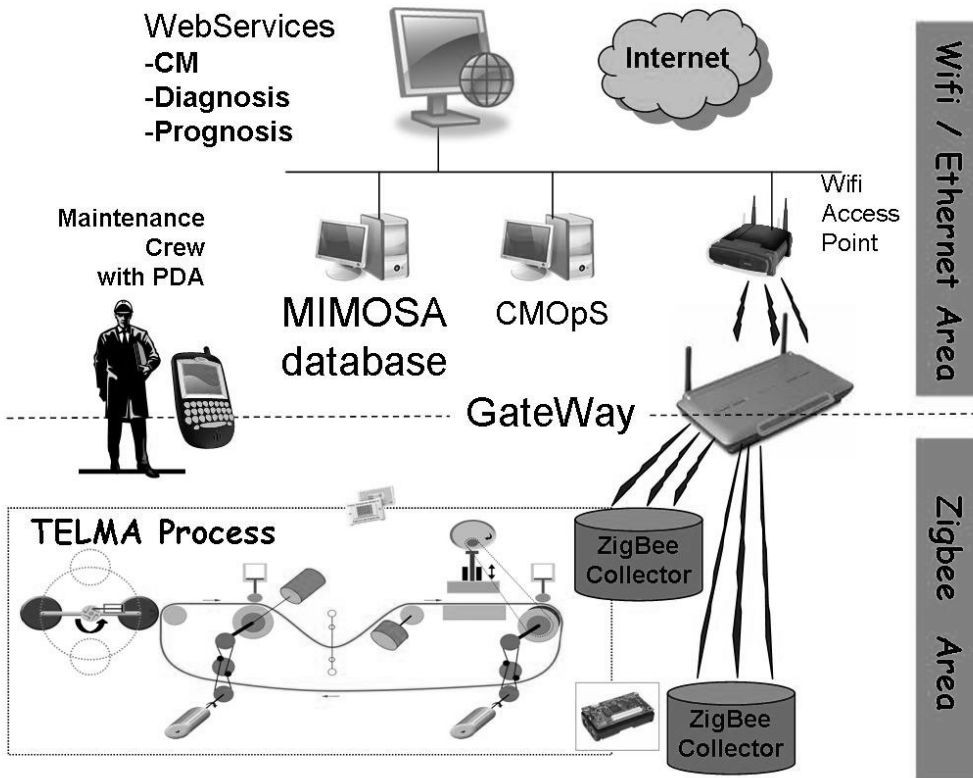 WebServices
-CM
-Diagnosis
-Prognosis
Internet
Wifi / Ethernet Area
Wifi
Access
Point
Maintenance
Crew
with PDA
MIMOSA
database
CMOpS
GateWay
Zigbee Area
TELMA Process
ZigBee
Collector
ZigBee
Collector